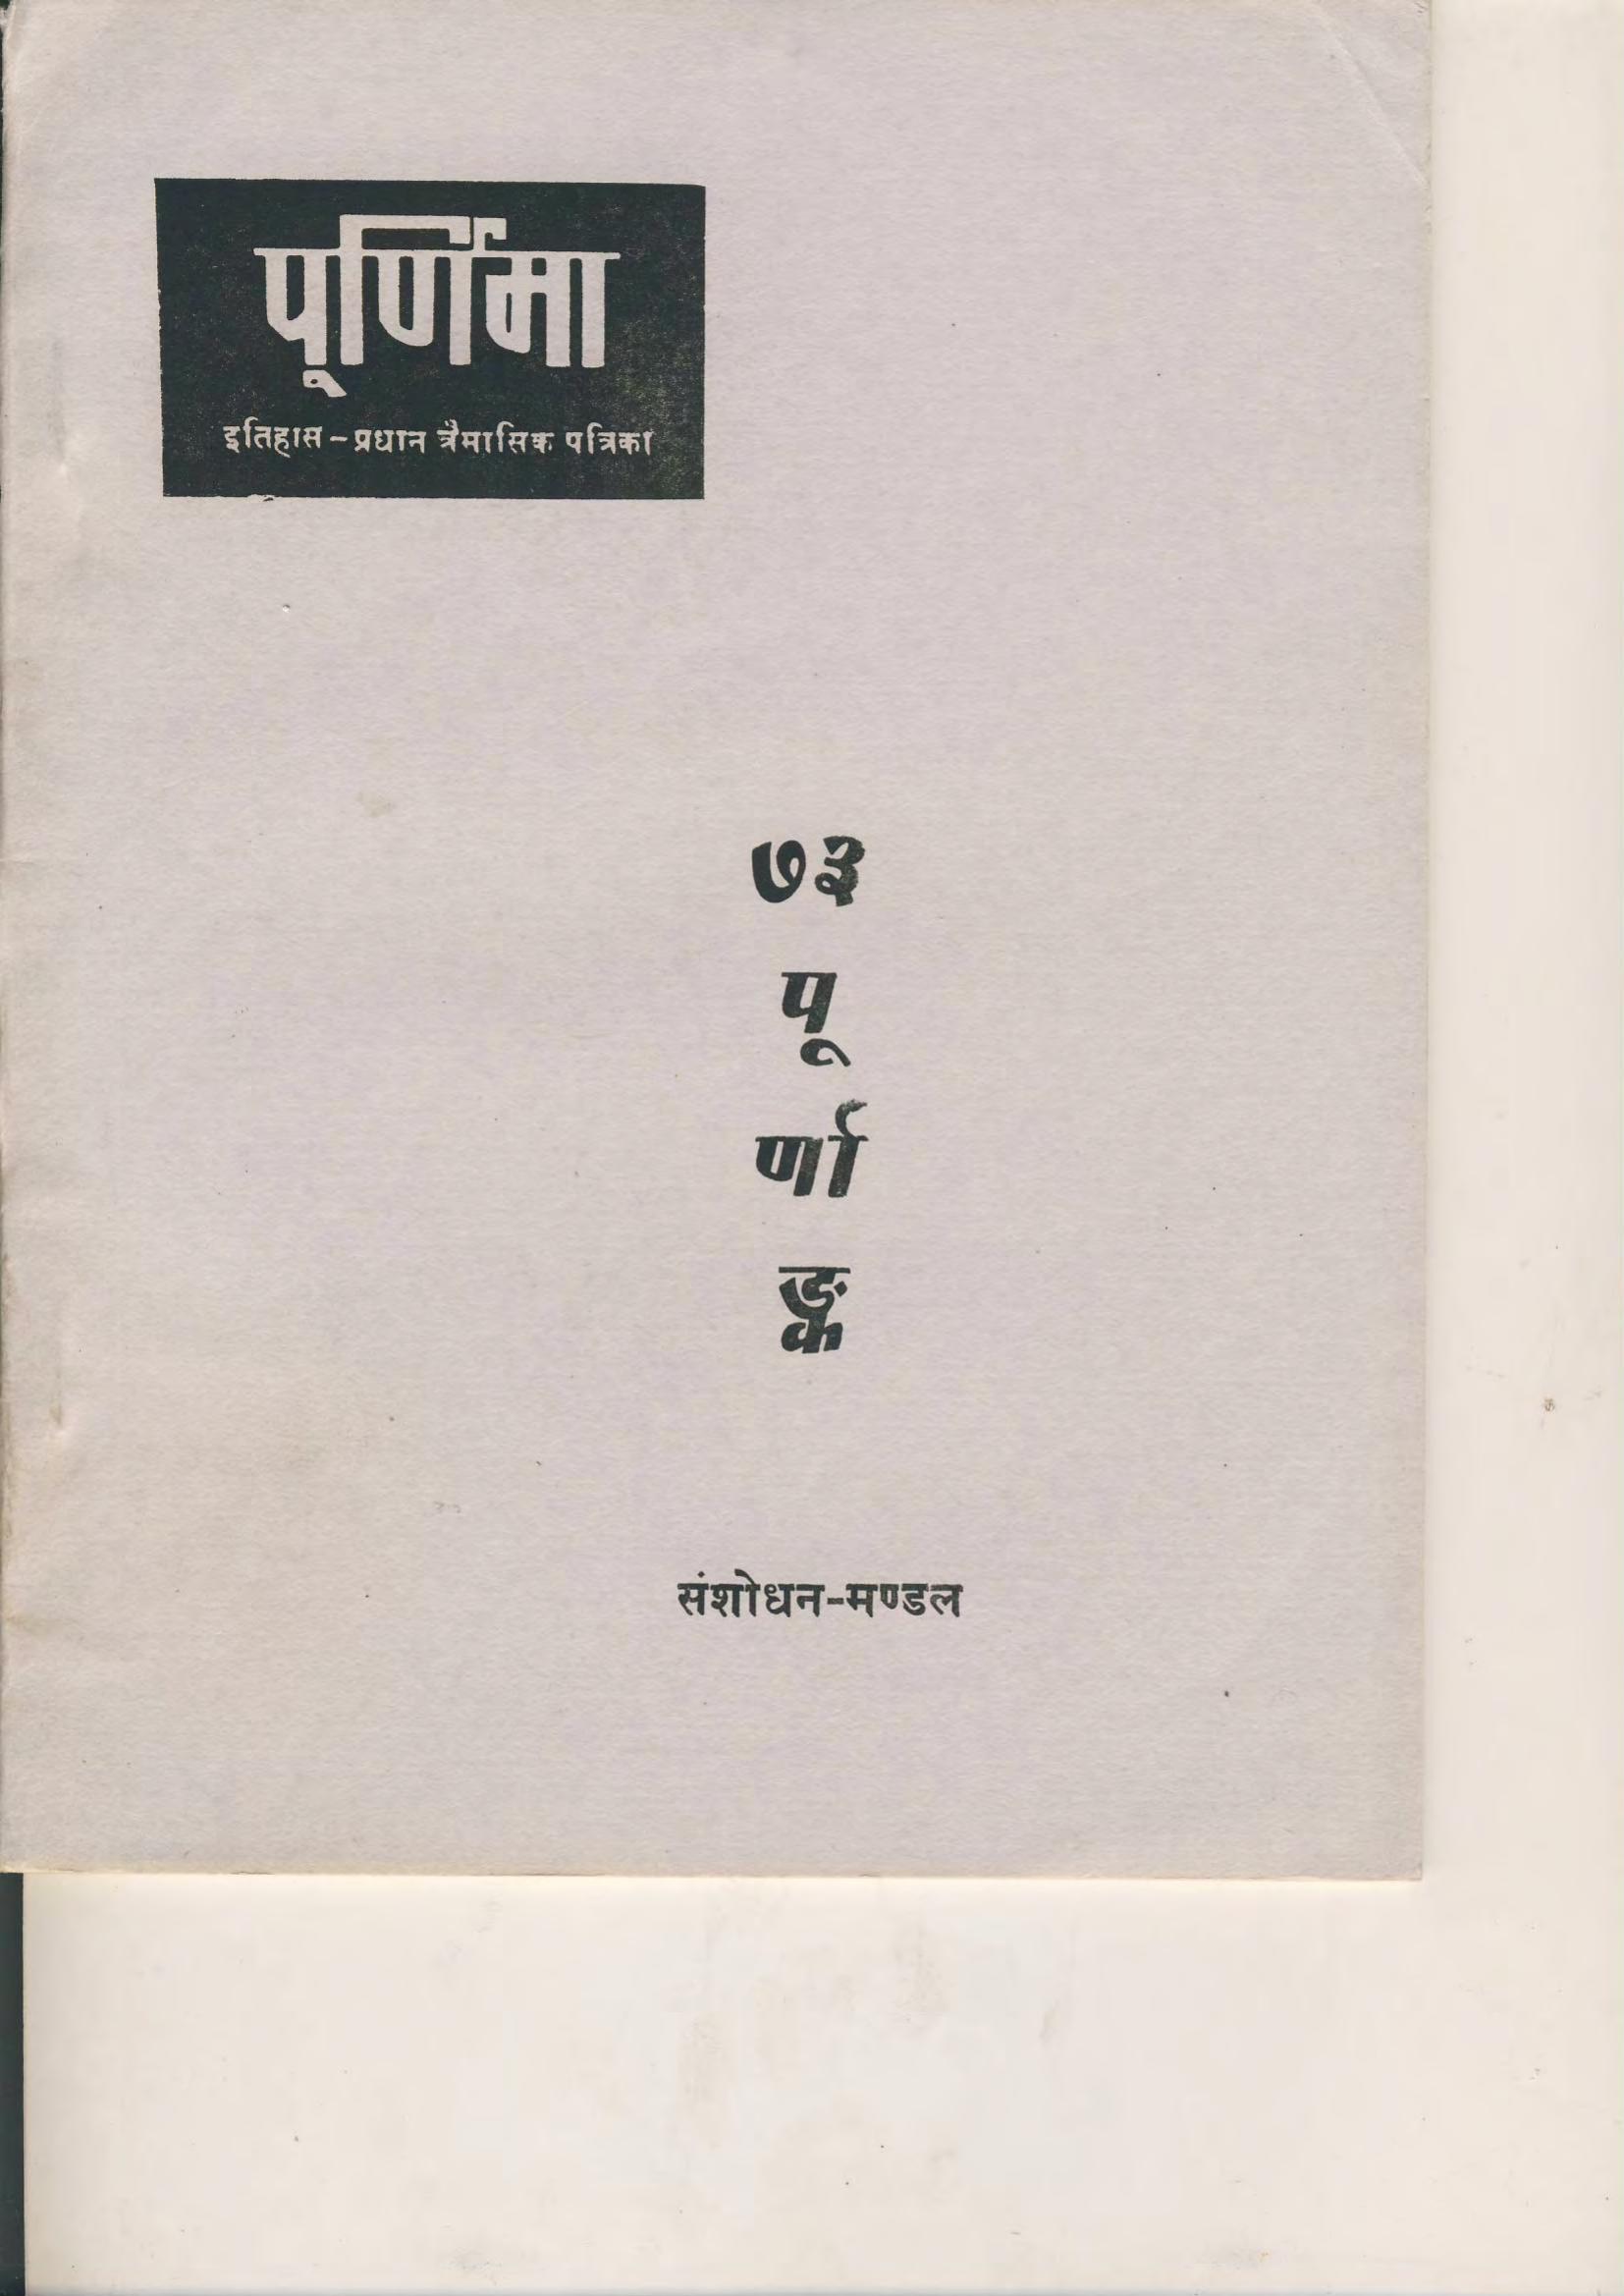 पूर्णिमा
इतिहास-प्रधान त्रैमासिक पत्रिका
७३
पू
र्णा
ङ्क
संशोधन-मण्डल